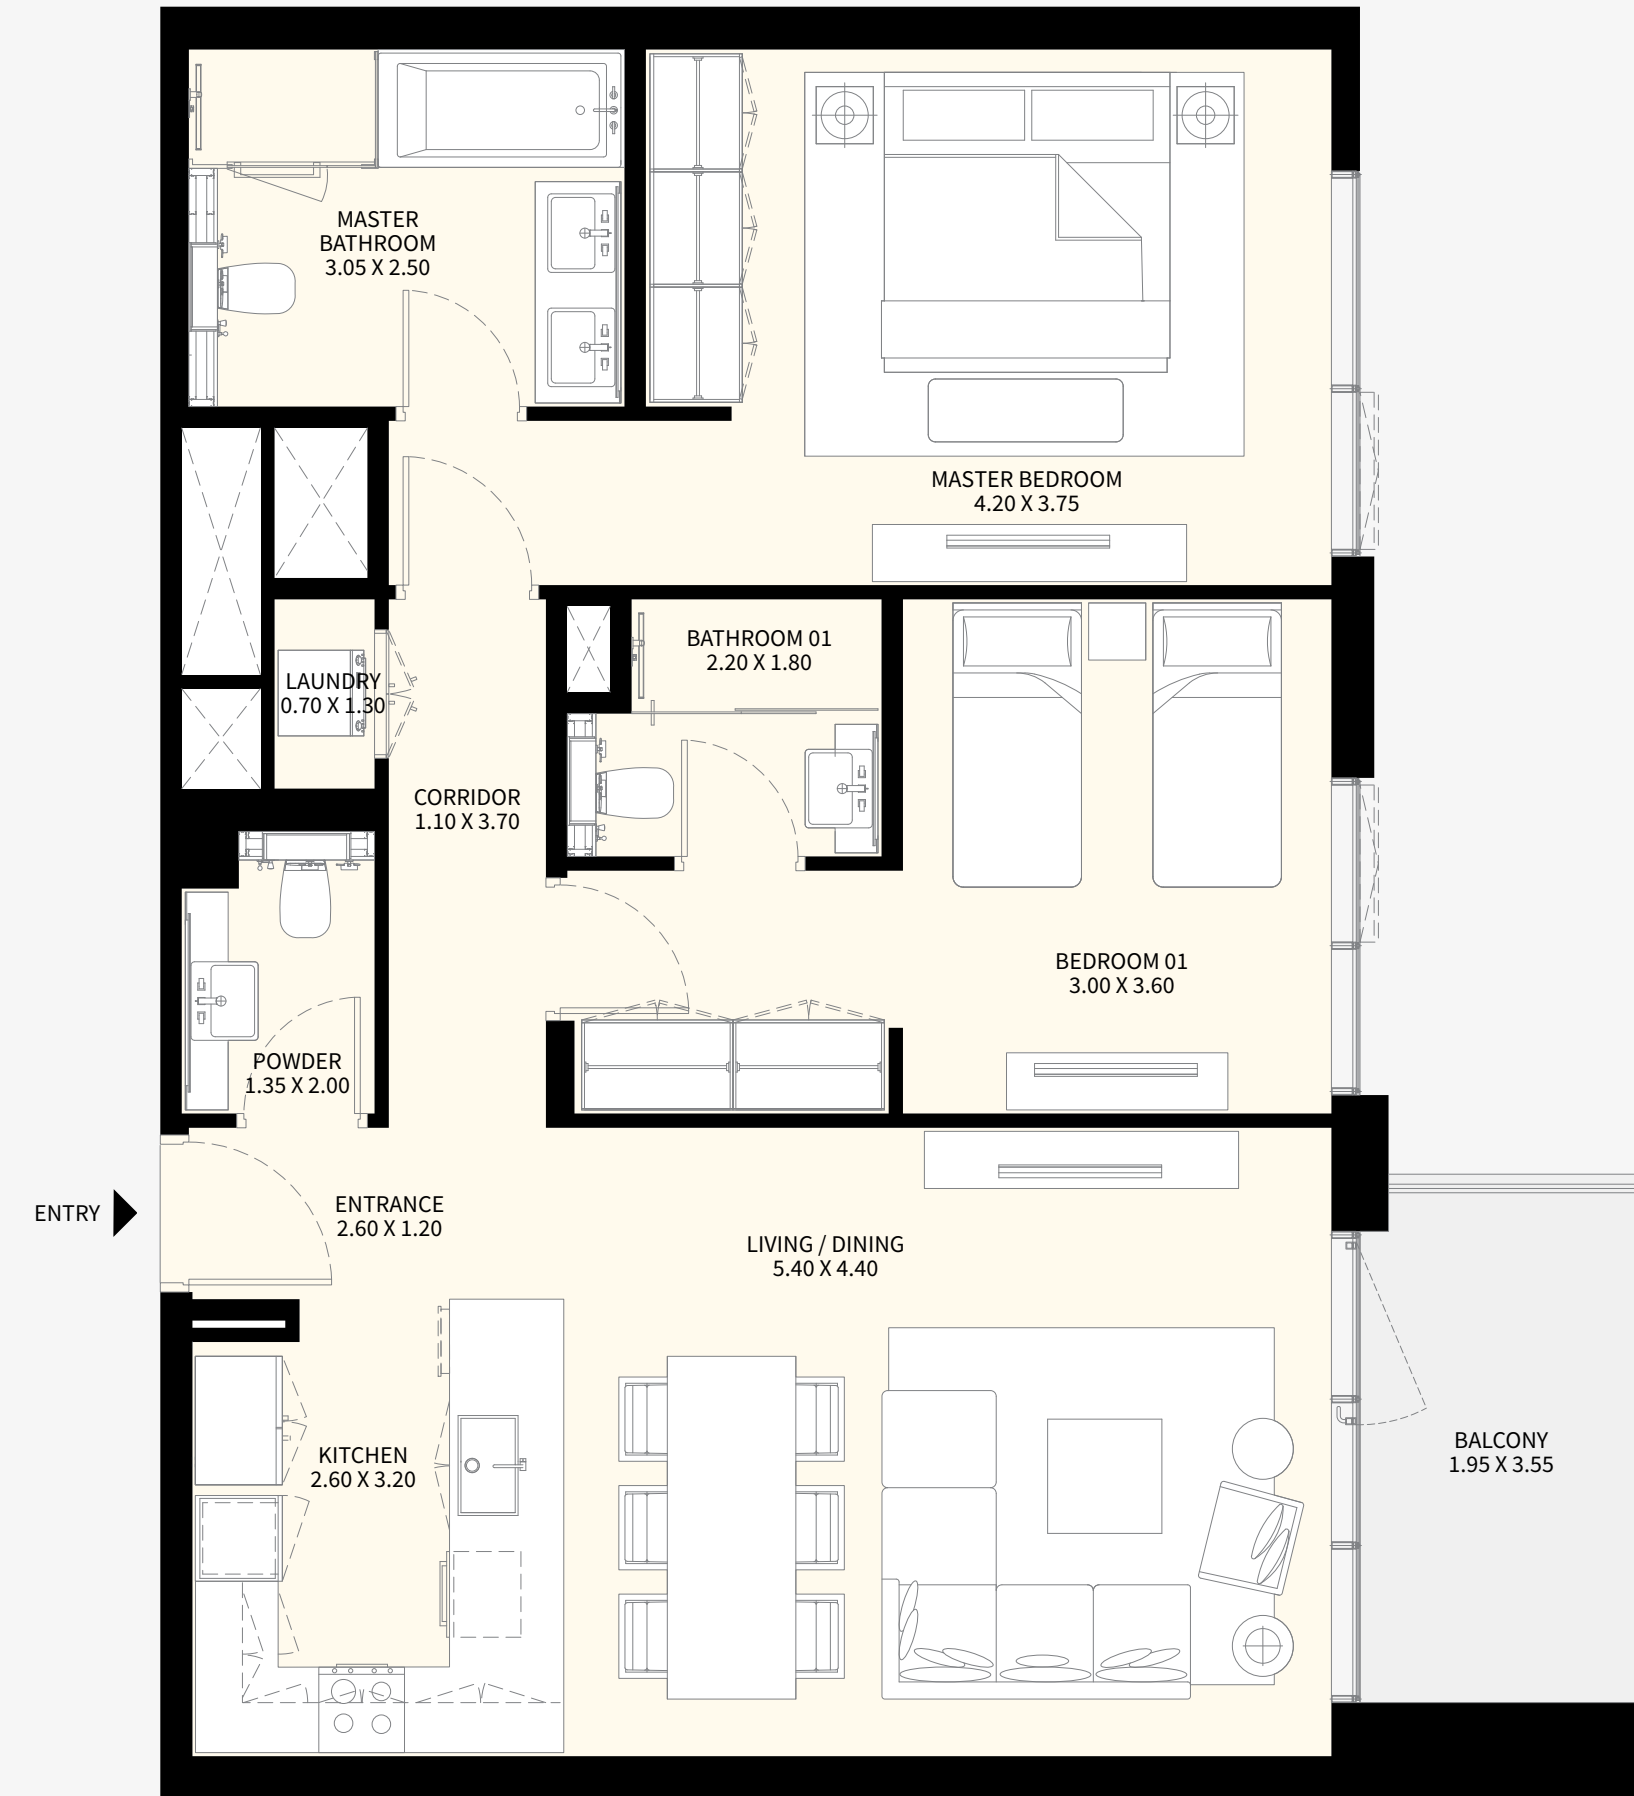 MASTER
BATHROOM
3.05 X 2.50
MASTER BEDROOM
4.20 X 3.75
BATHROOM 01
2.20 X 1.80
LAUNDRY
0.70 X 1.30
CORRIDOR
1.10 X 3.70
BEDROOM 01
3.00 X 3.60
POWDER
1.35 X 2.00
ENTRY
ENTRANCE
2.60 X 1.20
LIVING / DINING
5.40 X 4.40
KITCHEN
2.60 X 3.20
BALCONY
1.95 X 3.55